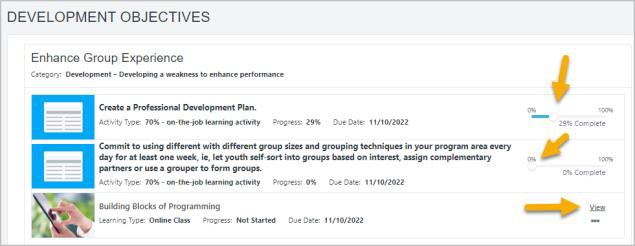 DEVELOPMENT OBJECTIVES
Enhance Group Experience
Category: Development – Developing a weakness to enhance performance
Create a Professional Development Plan.
Activity Type: 70% - on-the-job learning activity Progress: 29% Due Date: 11/10/2022
0% 100%
29% Complete
Commit to using different with different group sizes and grouping techniques in your program area every
day for at least one week, ie, let youth self-sort into groups based on interest, assign complementary
partners or use a grouper to form groups.
Activity Type: 70% - on-the-job learning activity Progress: 0% Due Date: 11/10/2022
0% 100%
0% Complete
Building Blocks of Programming
Learning Type: Online Class Progress: Not Started Due Date: 11/10/2022
View